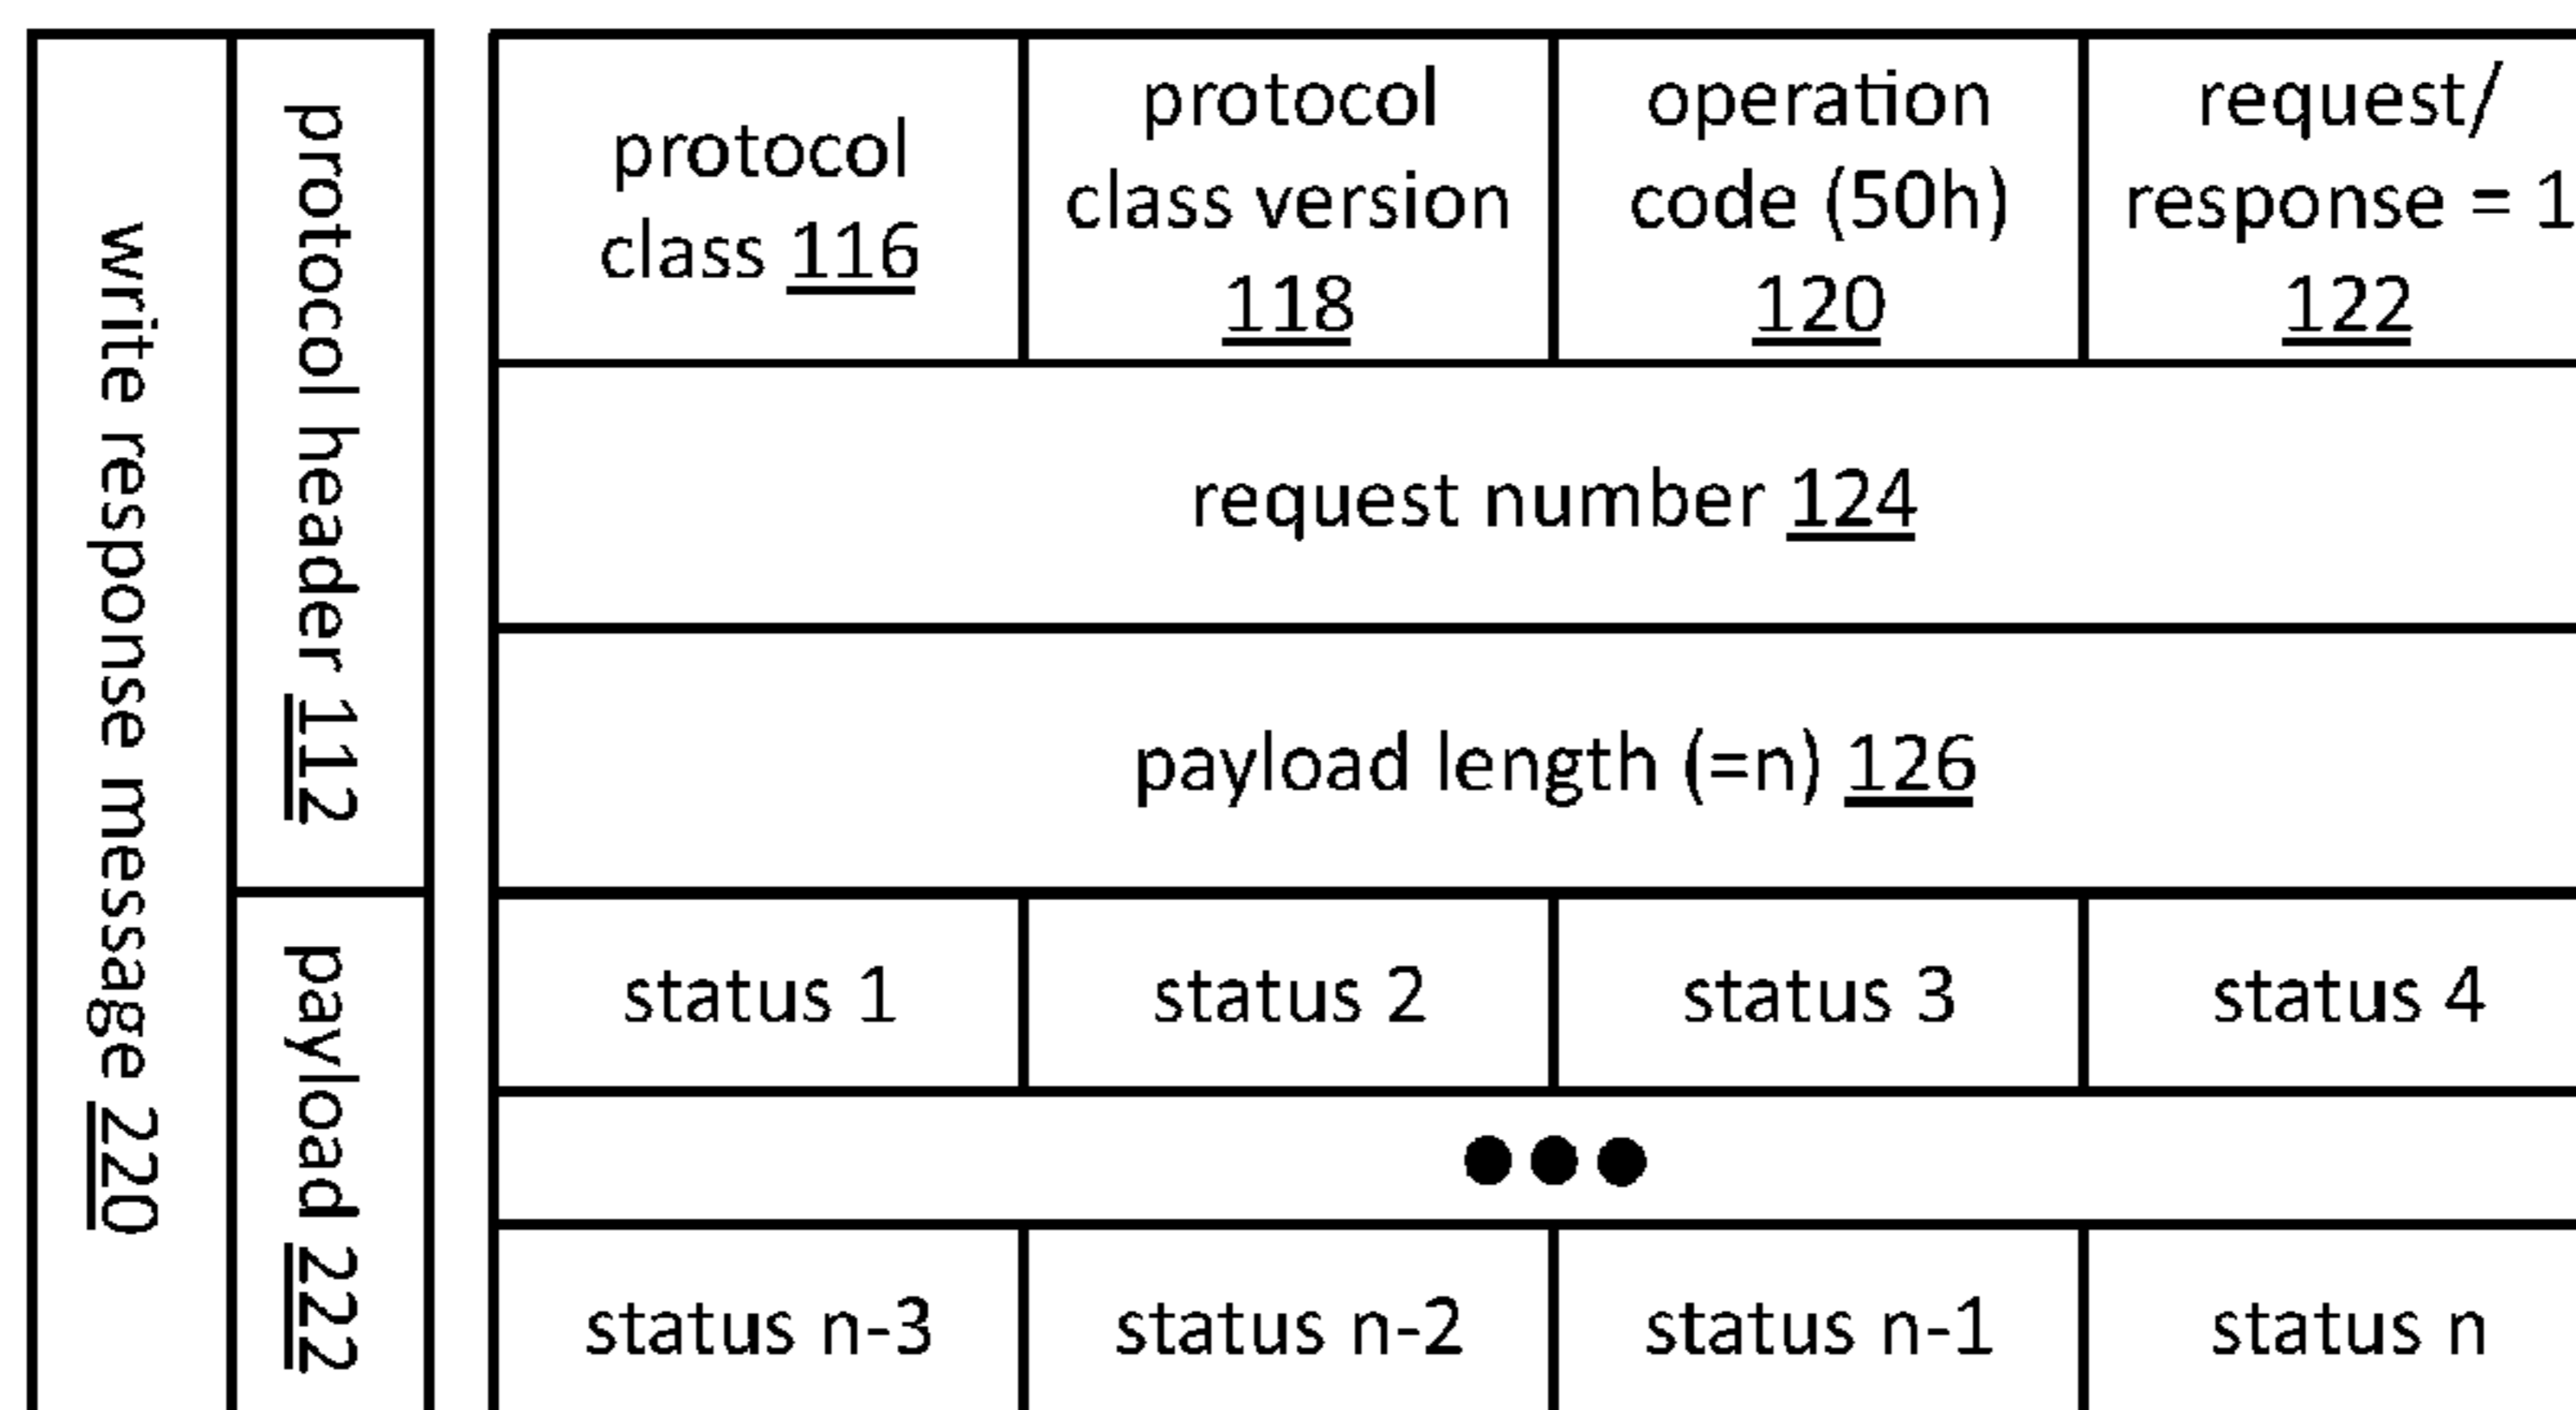 write response message 220
protocol header 112
payload 222
protocol
class 116
protocol
class version
118
operation
code (50h)
120
request/
response = 1
122
request number 124
payload length (=n) 126
status 1
status 2
status 3
status 4
●●●
status n-3
status n-2
status n-1
status n